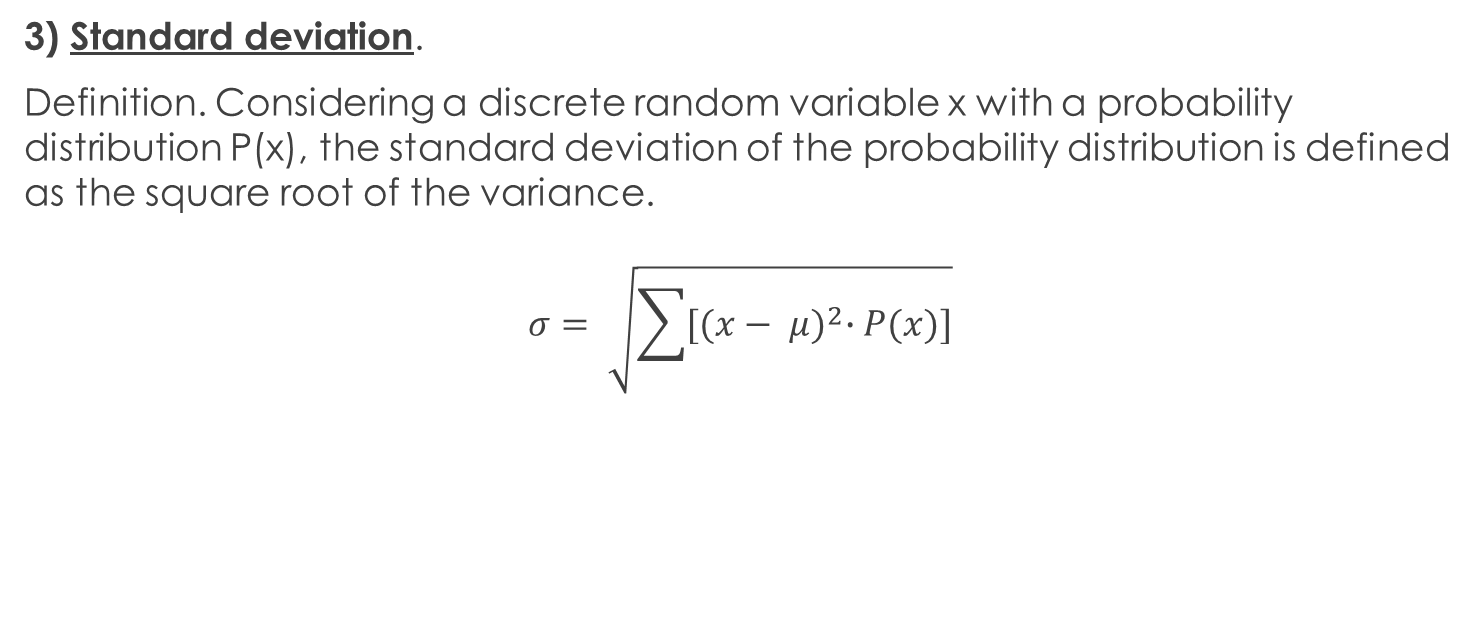 3) Standard deviation.
Definition. Considering a discrete random variable x with a probability
distribution P(x), the standard deviation of the probability distribution is defined
as the square root of the variance.
σ = √∑[(x − μ)²· P(x)]